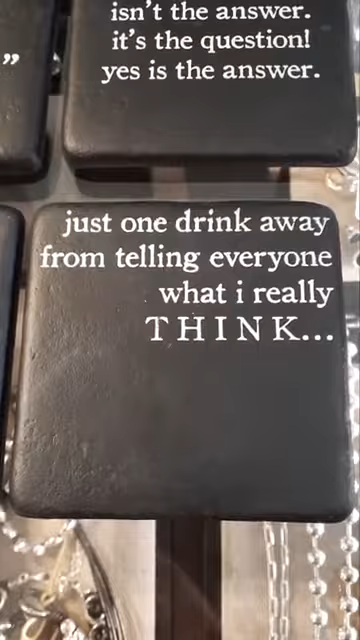 isn't the answer.
it's the question!
yes is the answer.
”
just one drink away
from telling everyone
what i really
THINK...